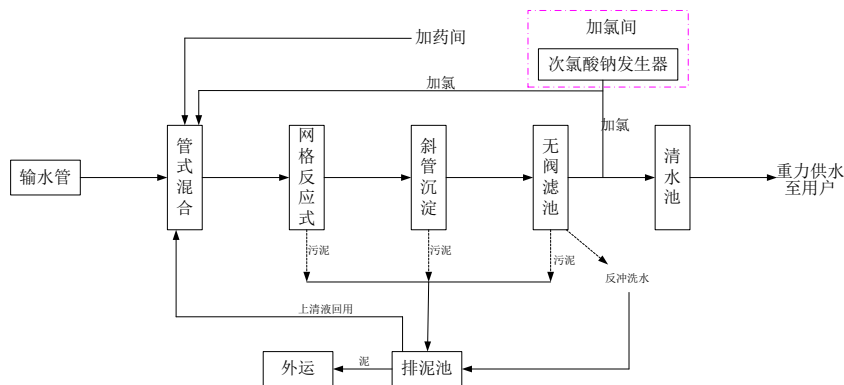 加药间
加氯间
次氯酸钠发生器
加氯
加氯
输水管
管式混合
网格反应式
斜管沉淀
无阀滤池
清水池
重力供水
至用户
污泥
污泥
污泥
反冲洗水
上清液回用
外运
泥
排泥池